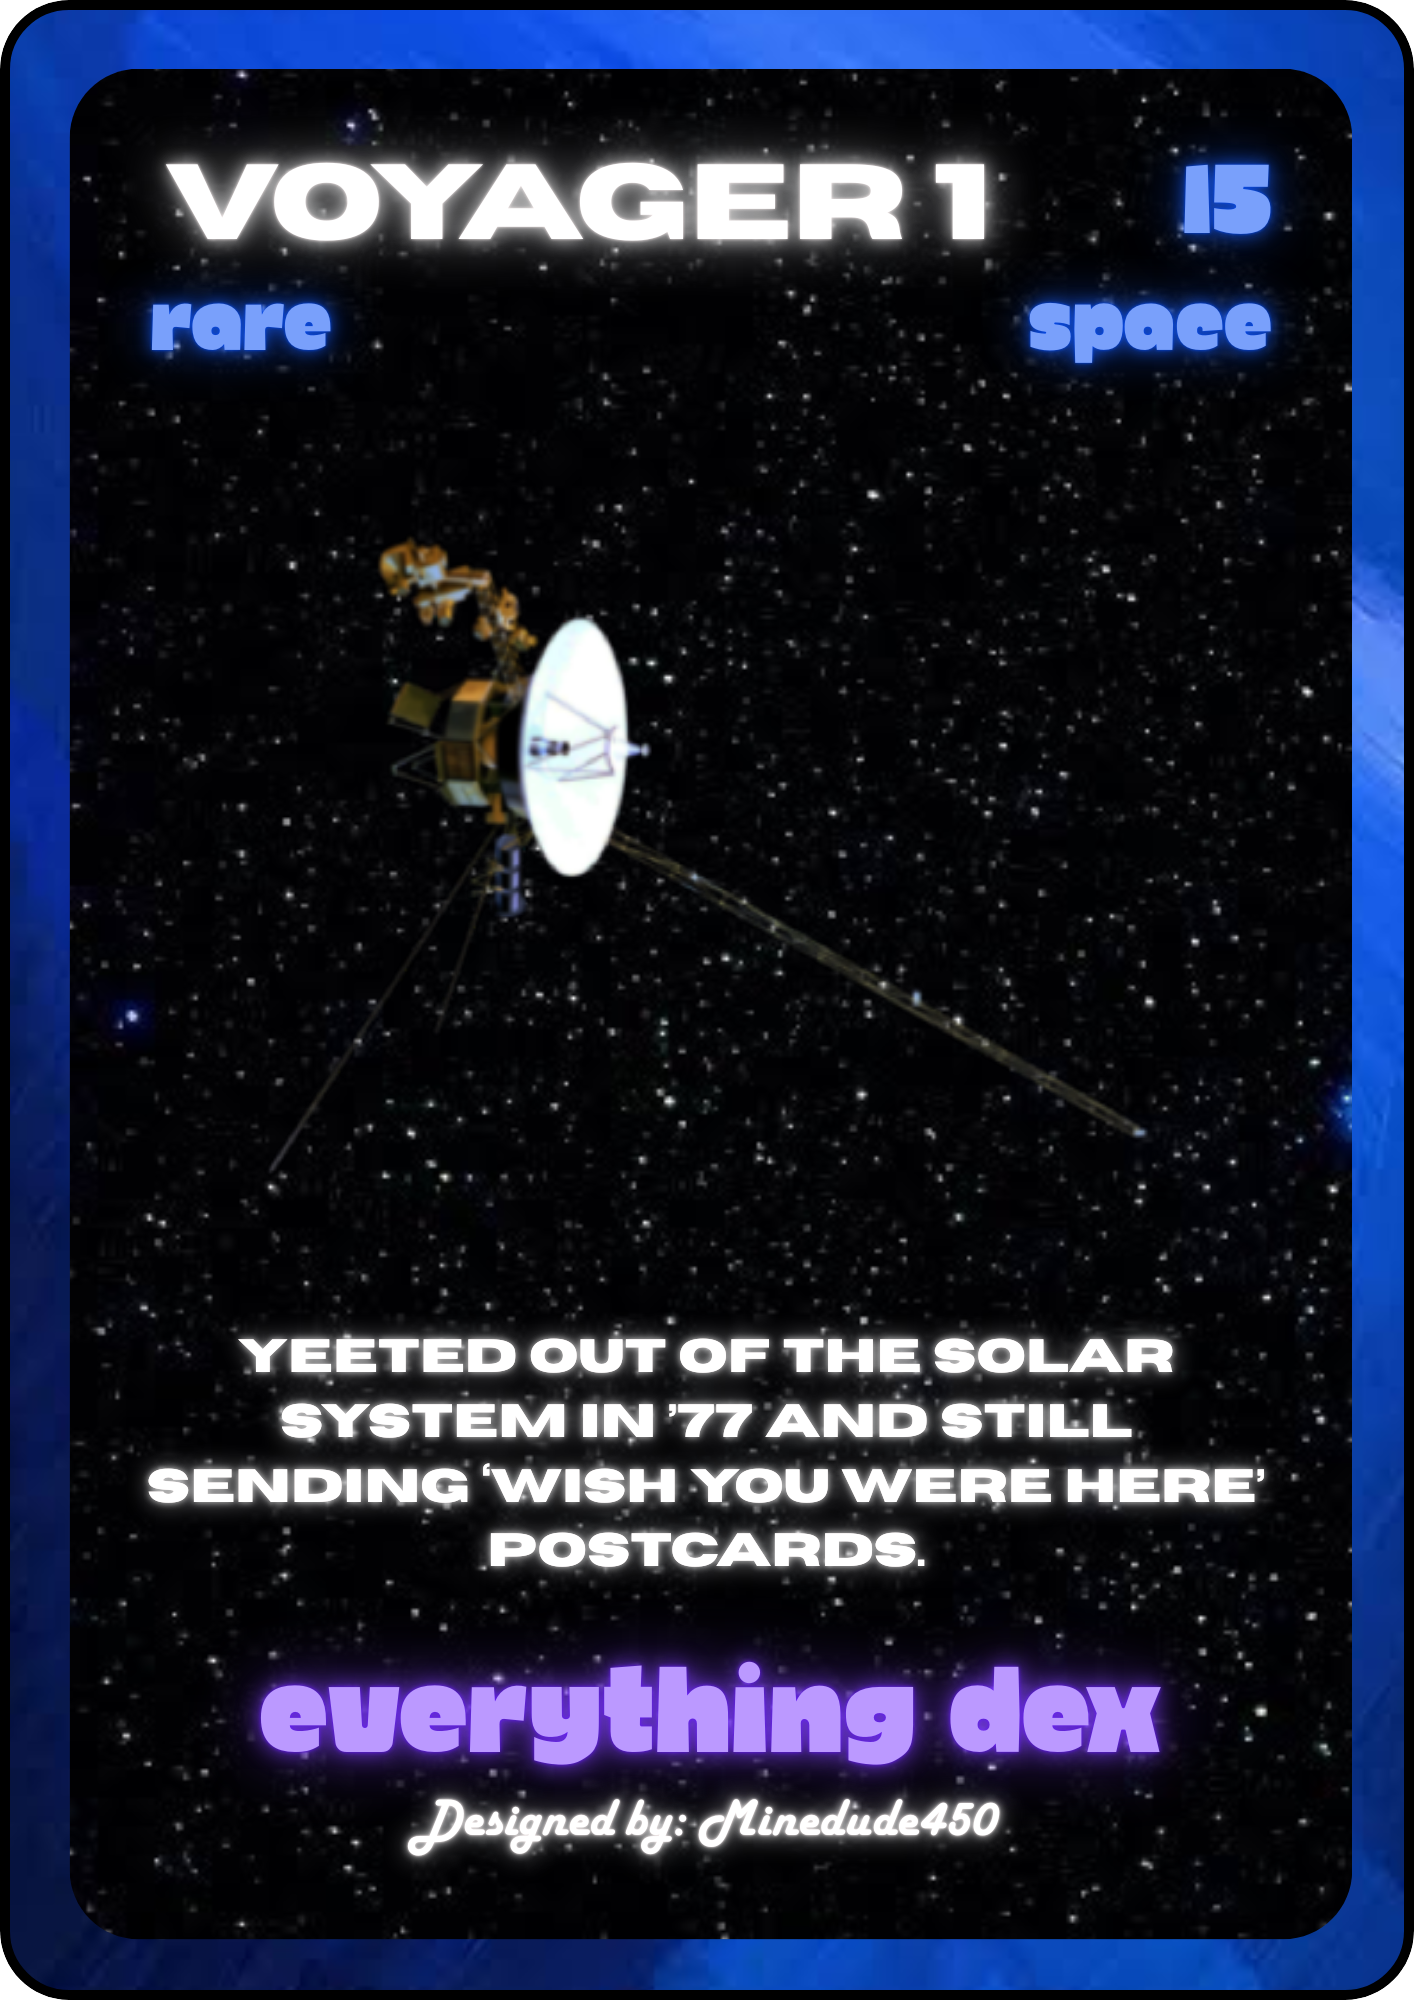 VOYAGER 1 15
rare space
YEETED OUT OF THE SOLAR
SYSTEM IN '77 AND STILL
SENDING ‘WISH YOU WERE HERE’
POSTCARDS.
everything dex
Designed by: Minedude450